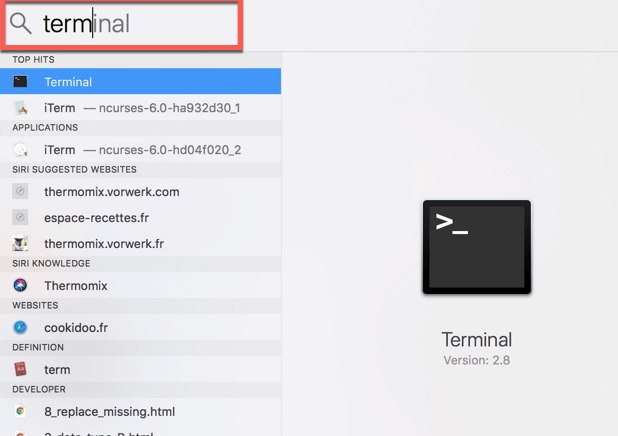 terminal
TOP HITS
Terminal
iTerm — ncurses-6.0-ha932d30_1
APPLICATIONS
iTerm — ncurses-6.0-hd04f020_2
SIRI SUGGESTED WEBSITES
thermomix.vorwerk.com
espace-recettes.fr
thermomix.vorwerk.fr
SIRI KNOWLEDGE
Thermomix
WEBSITES
cookidoo.fr
DEFINITION
term
DEVELOPER
8_replace_missing.html
>_
Terminal
Version: 2.8